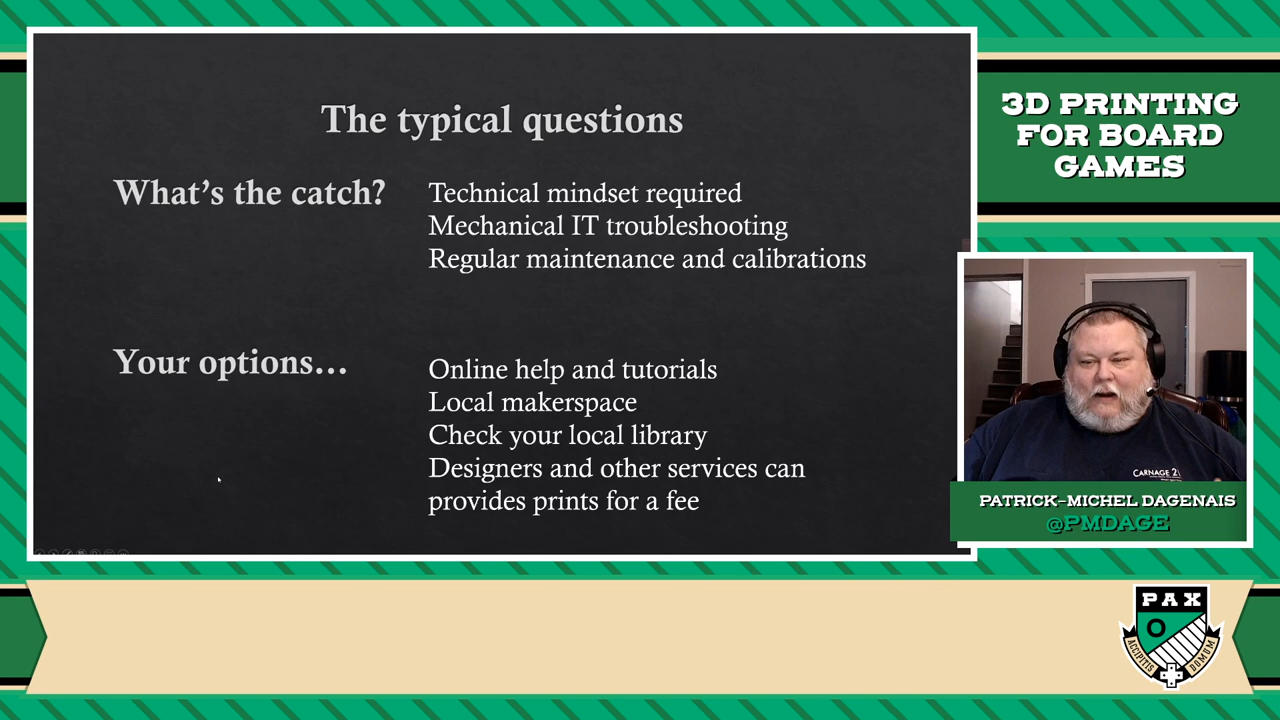 The typical questions
What's the catch?
Technical mindset required
Mechanical IT troubleshooting
Regular maintenance and calibrations
Your options...
Online help and tutorials
Local makerspace
Check your local library
Designers and other services can
provides prints for a fee
3D PRINTING
FOR BOARD
GAMES
CARNAGE 2
PATRICK-MICHEL DAGENAIS
@PMDAGE
PAX
ACCIPITIS
DOMUM